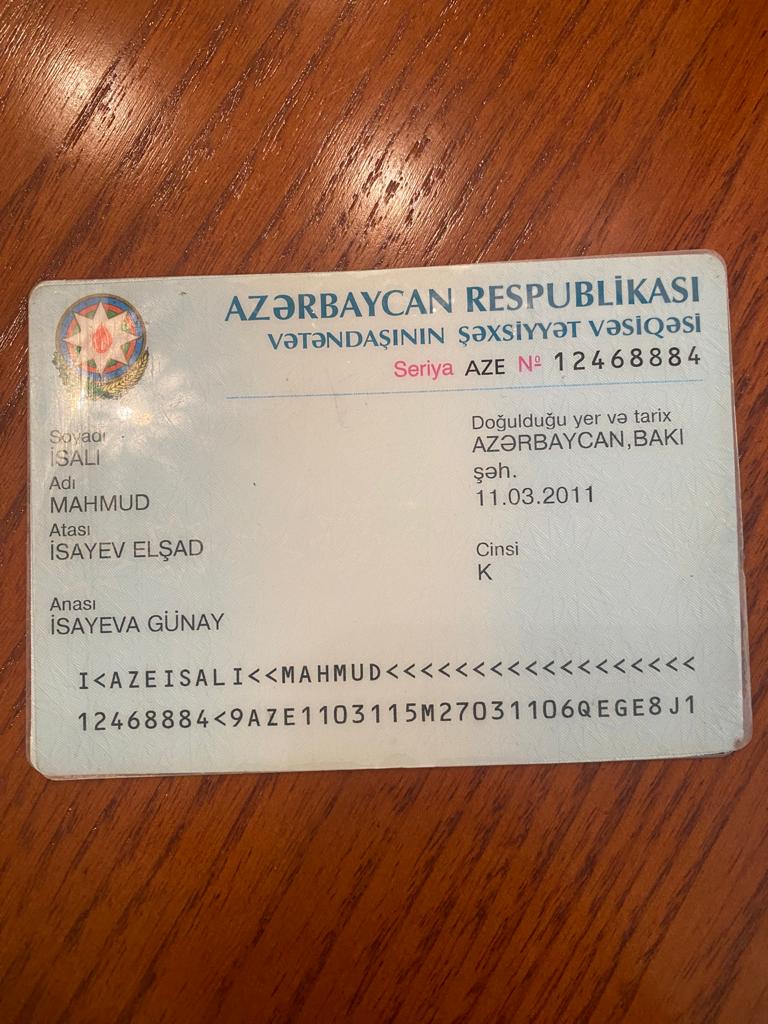 AZƏRBAYCAN RESPUBLİKASI
VƏTƏNDAŞININ ŞƏXSİYYƏT VƏSİQƏSİ
Seriya AZE № 12468884
Soyadı
İSALI
Adı
MAHMUD
Atası
İSAYEV ELŞAD
Anası
İSAYEVA GÜNAY
Doğulduğu yer və tarix
AZƏRBAYCAN,BAKI
şəh.
11.03.2011
Cinsi
K
I<AZEISALI<<MAHMUD<<<<<<<<<<<<<<<<<<
12468884<9AZE1103115M27031106QEGE8J1